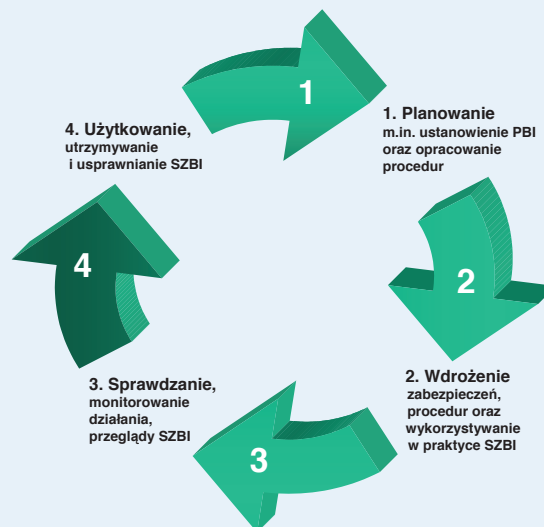 1
1. Planowanie
m.in. ustanowienie PBI
oraz opracowanie
procedur
2
2. Wdrożenie
zabezpieczeń,
procedur oraz
wykorzystywanie
w praktyce SZBI
3
3. Sprawdzanie,
monitorowanie
działania,
przeglądy SZBI
4
4. Użytkowanie,
utrzymywanie
i usprawnianie SZBI